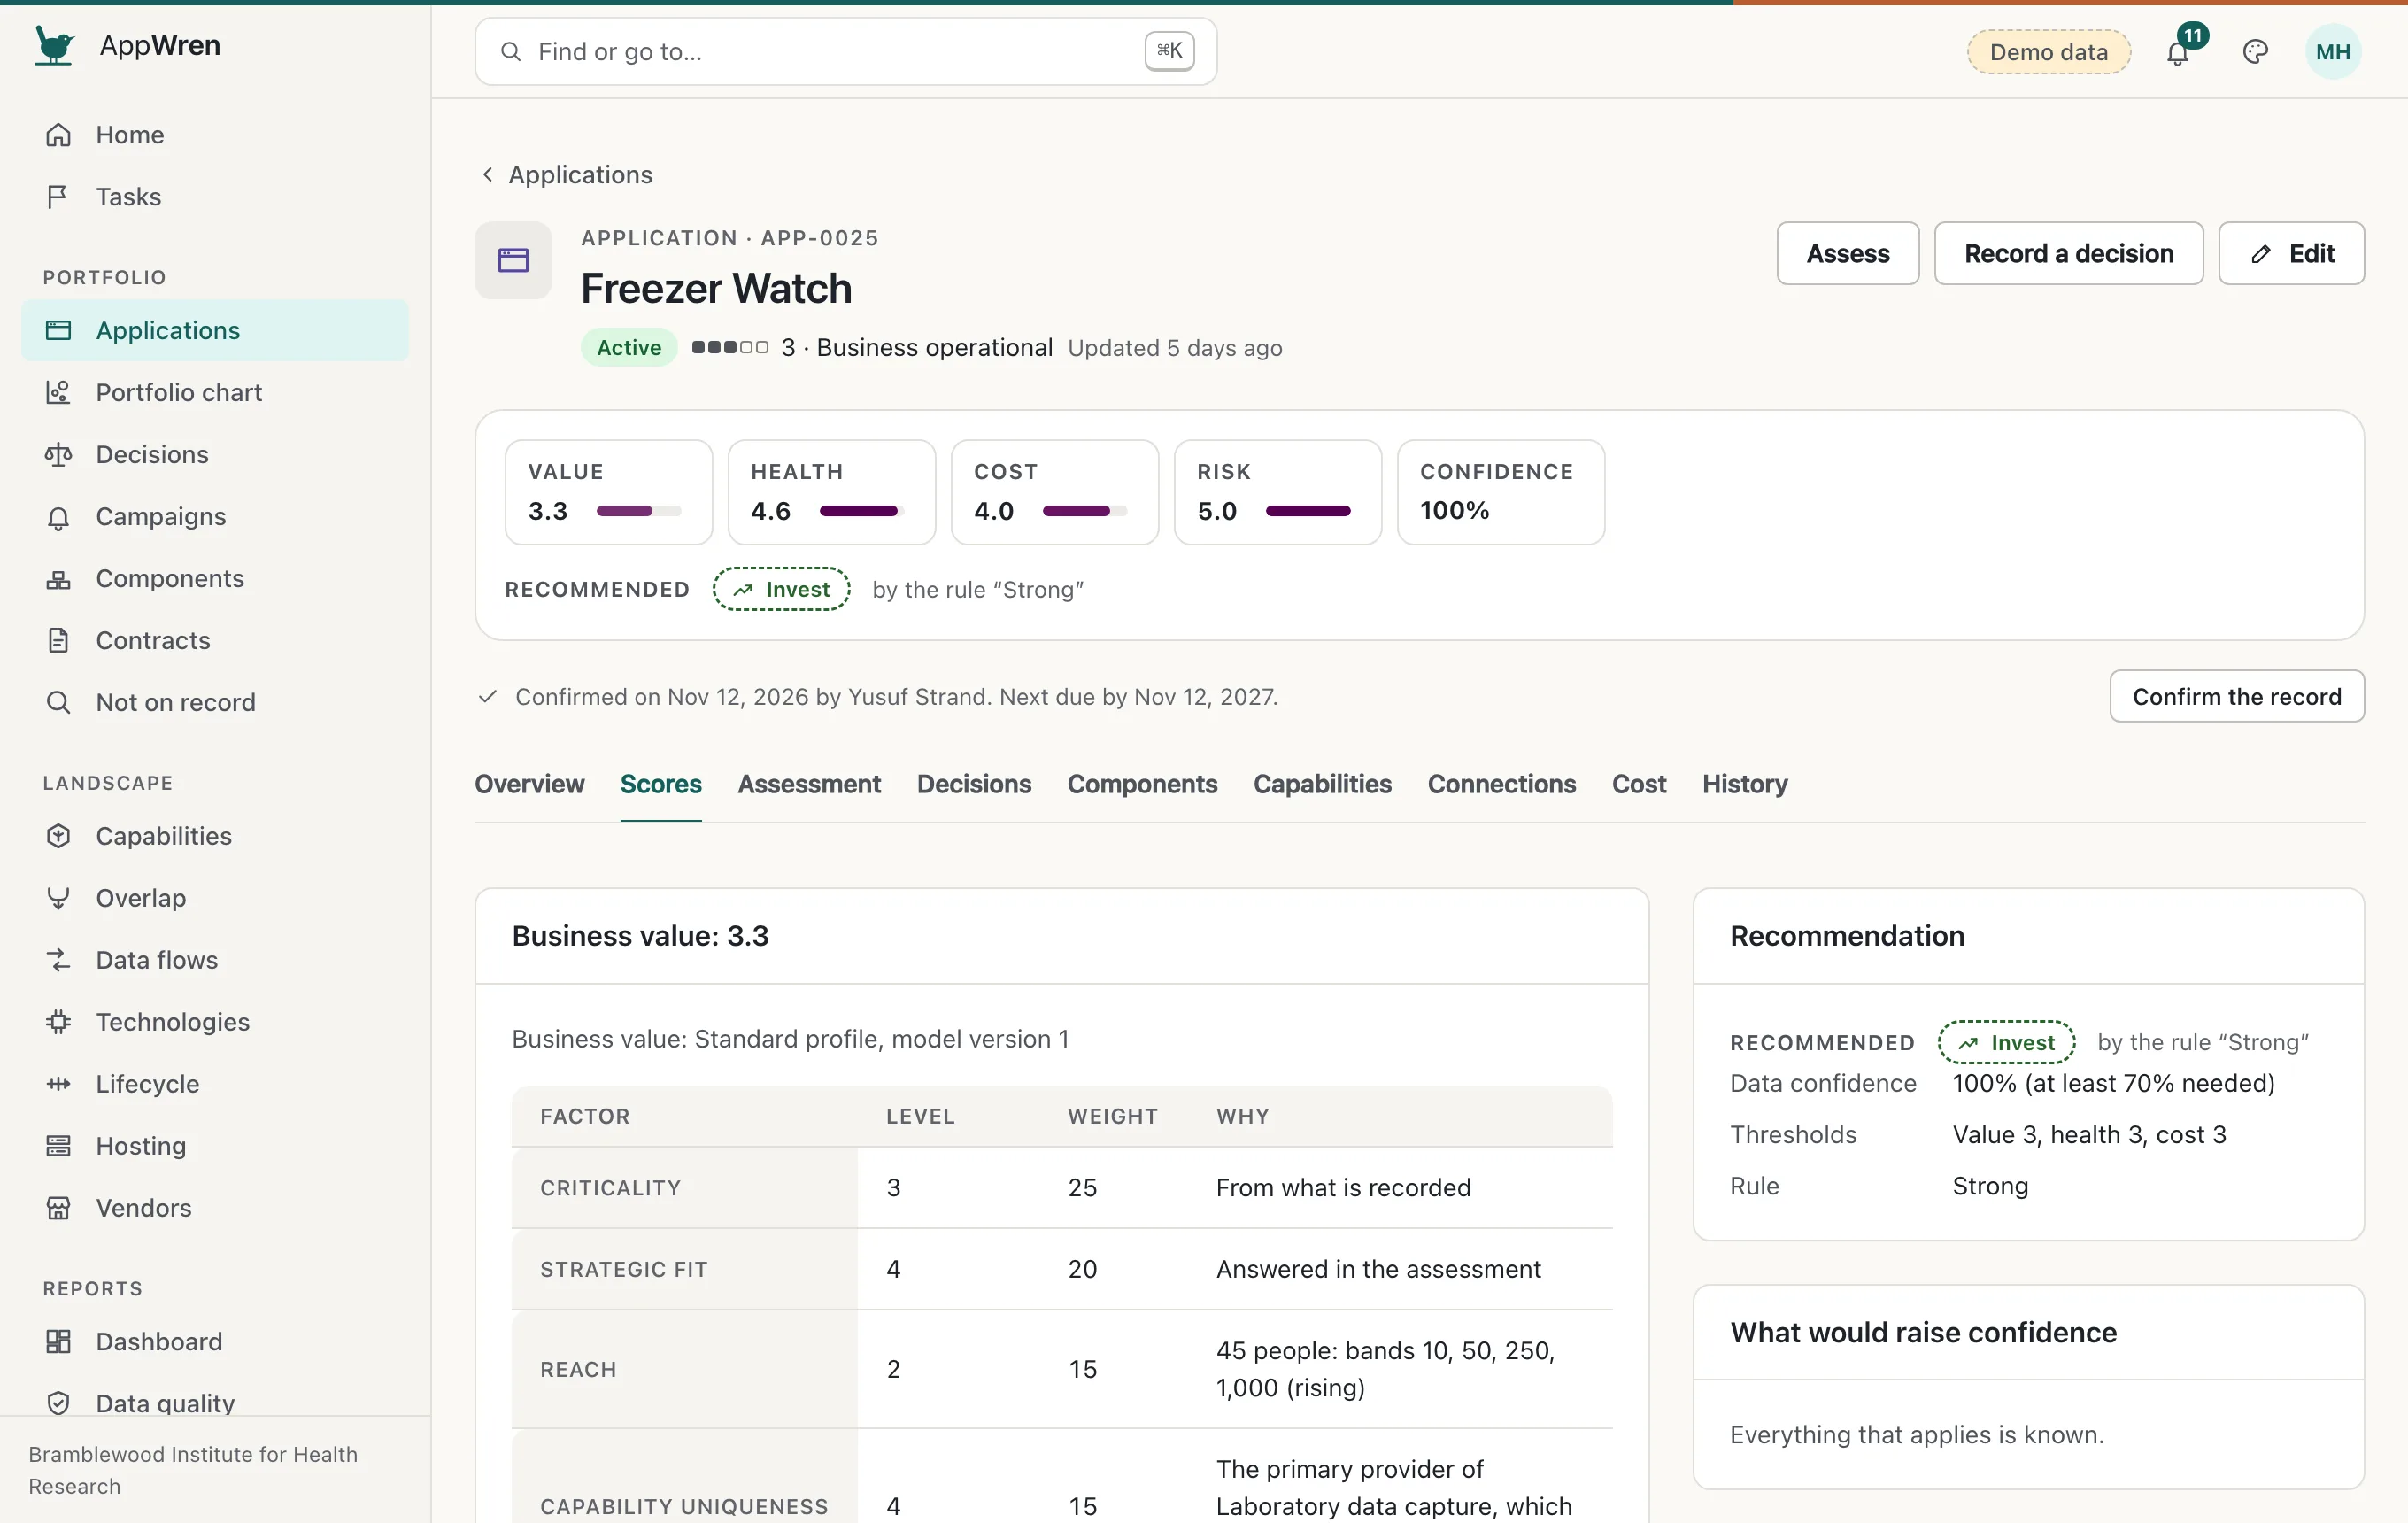 AppWren
Find or go to...
⌘K
Demo data
11
MH
Home
Tasks
PORTFOLIO
Applications
Portfolio chart
Decisions
Campaigns
Components
Contracts
Not on record
LANDSCAPE
Capabilities
Overlap
Data flows
Technologies
Lifecycle
Hosting
Vendors
REPORTS
Dashboard
Data quality
Bramblewood Institute for Health
Research
Applications
APPLICATION · APP-0025
Freezer Watch
Active 3 · Business operational Updated 5 days ago
Assess
Record a decision
Edit
VALUE
3.3
HEALTH
4.6
COST
4.0
RISK
5.0
CONFIDENCE
100%
RECOMMENDED Invest by the rule “Strong”
Confirmed on Nov 12, 2026 by Yusuf Strand. Next due by Nov 12, 2027.
Confirm the record
Overview Scores Assessment Decisions Components Capabilities Connections Cost History
Business value: 3.3
Business value: Standard profile, model version 1
FACTOR LEVEL WEIGHT WHY
CRITICALITY 3 25 From what is recorded
STRATEGIC FIT 4 20 Answered in the assessment
REACH 2 15 45 people: bands 10, 50, 250,
1,000 (rising)
CAPABILITY UNIQUENESS 4 15 The primary provider of
Laboratory data capture, which
Recommendation
RECOMMENDED Invest by the rule “Strong”
Data confidence 100% (at least 70% needed)
Thresholds Value 3, health 3, cost 3
Rule Strong
What would raise confidence
Everything that applies is known.